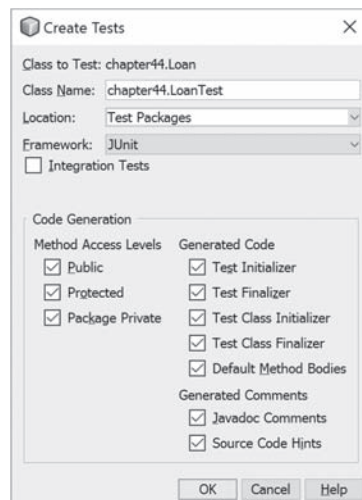 Create Tests
Class to Test: chapter44.Loan
Class Name: chapter44.LoanTest
Location: Test Packages
Framework: JUnit
Integration Tests
Code Generation
Method Access Levels
Public
Protected
Package Private
Generated Code
Test Initializer
Test Finalizer
Test Class Initializer
Test Class Finalizer
Default Method Bodies
Generated Comments
Javadoc Comments
Source Code Hints
OK Cancel Help